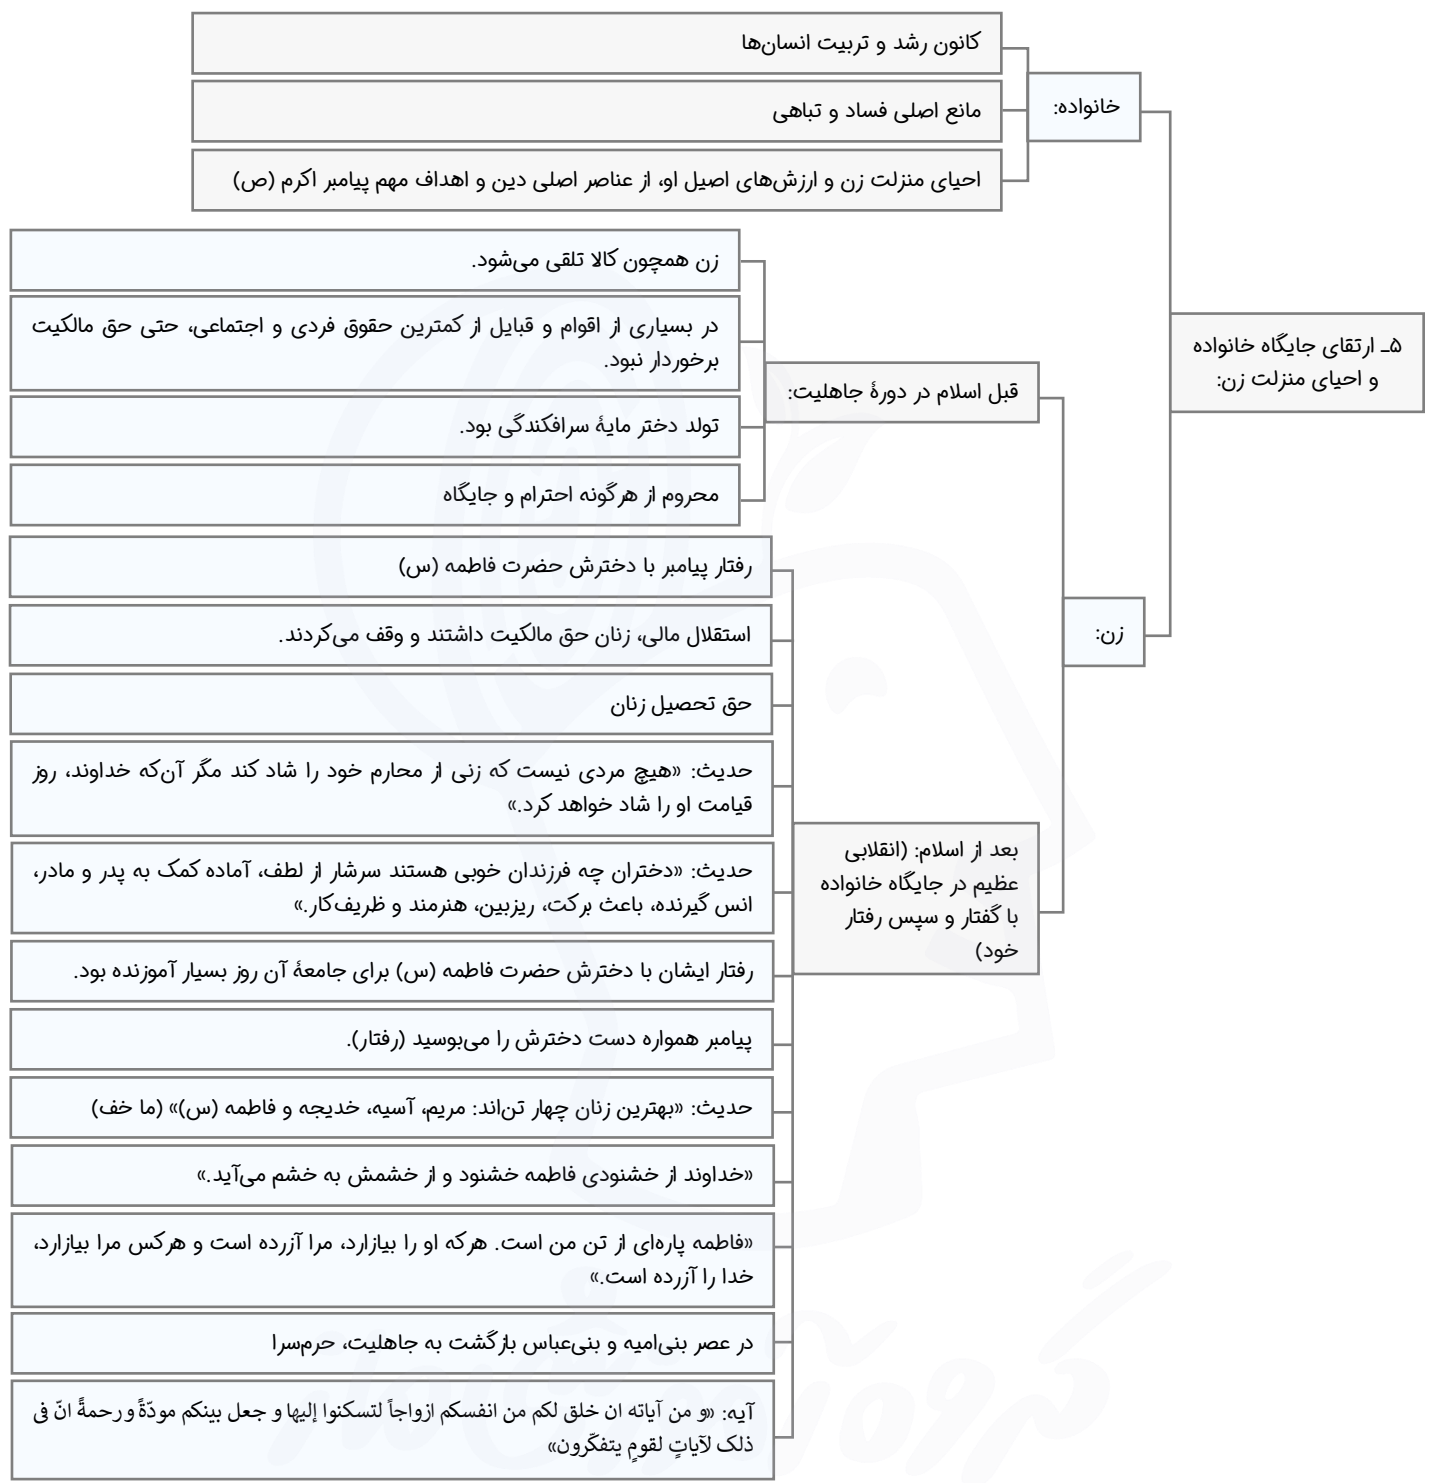 ۵ـ ارتقای جایگاه خانواده
و احیای منزلت زن:
خانواده:
کانون رشد و تربیت انسان‌ها
مانع اصلی فساد و تباهی
احیای منزلت زن و ارزش‌های اصیل او، از عناصر اصلی دین و اهداف مهم پیامبر اکرم (ص)
زن:
قبل اسلام در دورۀ جاهلیت:
زن همچون کالا تلقی می‌شود.
در بسیاری از اقوام و قبایل از کمترین حقوق فردی و اجتماعی، حتی حق مالکیت
برخوردار نبود.
تولد دختر مایۀ سرافکندگی بود.
محروم از هرگونه احترام و جایگاه
بعد از اسلام: (انقلابی
عظیم در جایگاه خانواده
با گفتار و سپس رفتار
خود)
رفتار پیامبر با دخترش حضرت فاطمه (س)
استقلال مالی، زنان حق مالکیت داشتند و وقف می‌کردند.
حق تحصیل زنان
حدیث: «هیچ مردی نیست که زنی از محارم خود را شاد کند مگر آن‌که خداوند، روز
قیامت او را شاد خواهد کرد.»
حدیث: «دختران چه فرزندان خوبی هستند سرشار از لطف، آماده کمک به پدر و مادر،
انس گیرنده، باعث برکت، ریزبین، هنرمند و ظریف‌کار.»
رفتار ایشان با دخترش حضرت فاطمه (س) برای جامعۀ آن روز بسیار آموزنده بود.
پیامبر همواره دست دخترش را می‌بوسید (رفتار).
حدیث: «بهترین زنان چهار تن‌اند: مریم، آسیه، خدیجه و فاطمه (س)» (ما خف)
«خداوند از خشنودی فاطمه خشنود و از خشمش به خشم می‌آید.»
«فاطمه پاره‌ای از تن من است. هرکه او را بیازارد، مرا آزرده است و هرکس مرا بیازارد،
خدا را آزرده است.»
در عصر بنی‌امیه و بنی‌عباس بازگشت به جاهلیت، حرم‌سرا
آیه: «و من آیاته ان خلق لکم من انفسکم ازواجاً لتسکنوا إلیها و جعل بینکم مودّةً و رحمةً انّ فی
ذلک لآیاتٍ لقومٍ یتفکّرون»